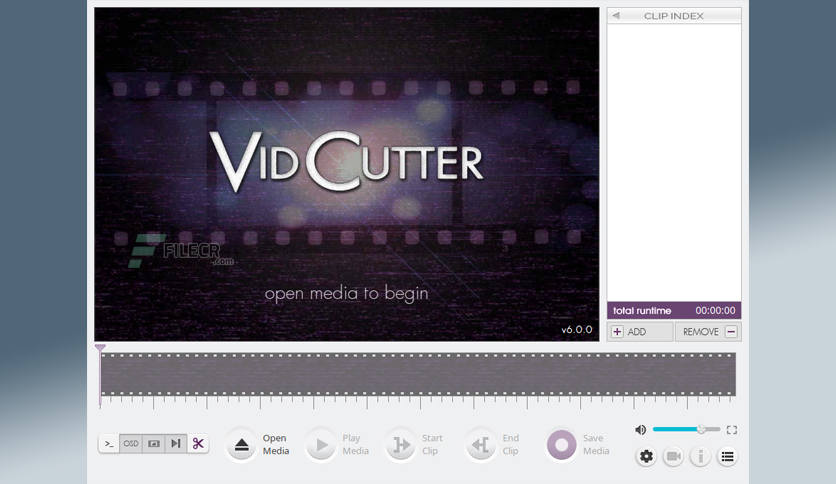 CLIP INDEX
VIDCUTTER
FILECR
.com
open media to begin
v6.0.0
total runtime 00:00:00
ADD REMOVE
>_ OSD
Open Media
Play Media
Start Clip
End Clip
Save Media